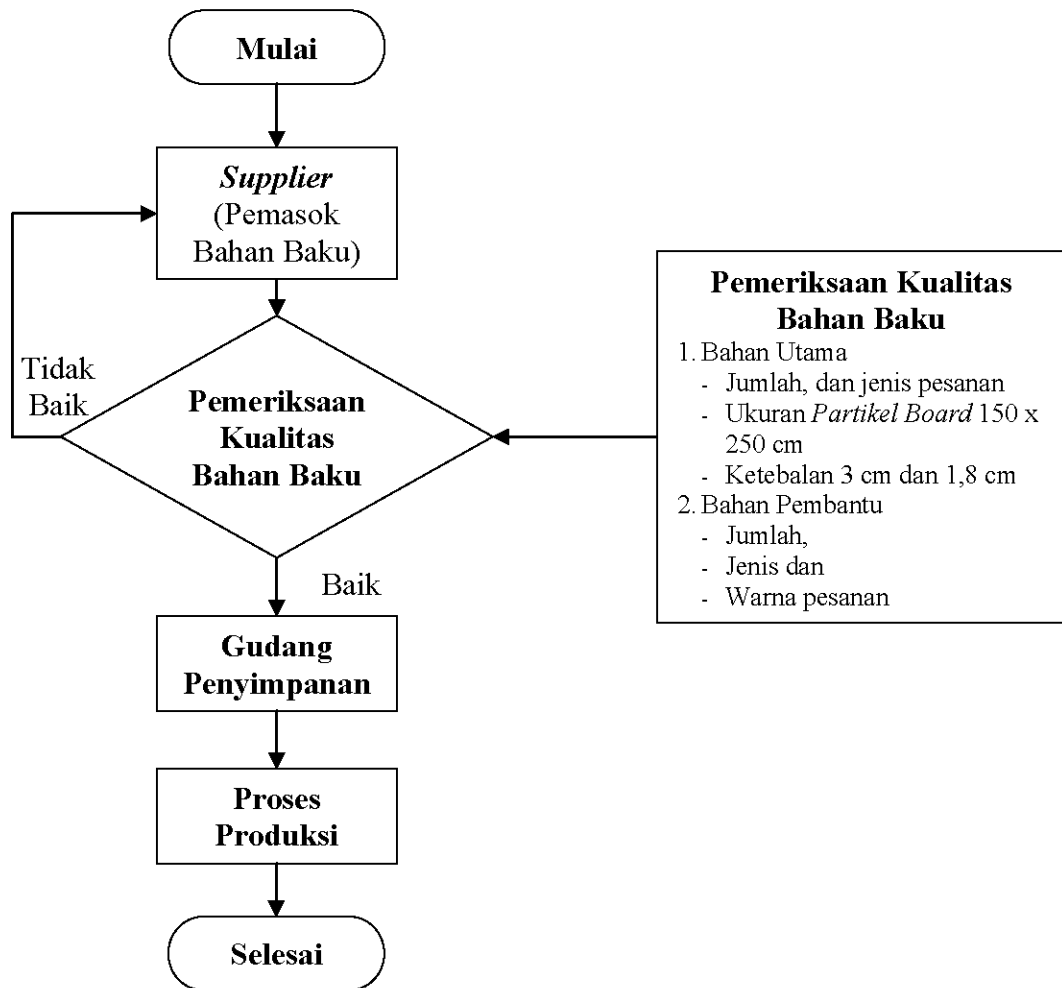 Mulai
Supplier
(Pemasok
Bahan Baku)
Tidak
Baik
Pemeriksaan
Kualitas
Bahan Baku
Pemeriksaan Kualitas
Bahan Baku
1. Bahan Utama
- Jumlah, dan jenis pesanan
- Ukuran Partikel Board 150 x
250 cm
- Ketebalan 3 cm dan 1,8 cm
2. Bahan Pembantu
- Jumlah,
- Jenis dan
- Warna pesanan
Baik
Gudang
Penyimpanan
Proses
Produksi
Selesai